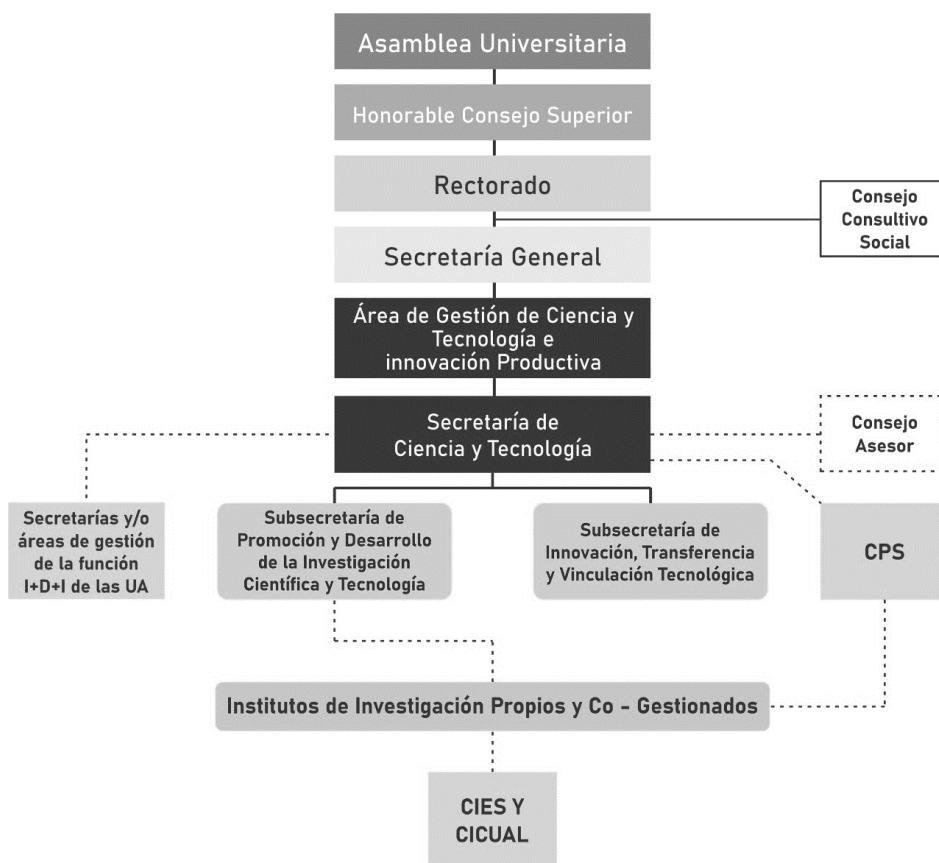 Asamblea Universitaria
Honorable Consejo Superior
Rectorado
Consejo
Consultivo
Social
Secretaría General
Área de Gestión de Ciencia y
Tecnología e
innovación Productiva
Secretaría de
Ciencia y Tecnología
Consejo
Asesor
Secretarías y/o
áreas de gestión
de la función
I+D+I de las UA
Subsecretaría de
Promoción y Desarrollo
de la Investigación
Científica y Tecnología
Subsecretaría de
Innovación, Transferencia
y Vinculación Tecnológica
CPS
Institutos de Investigación Propios y Co - Gestionados
CIES Y
CICUAL